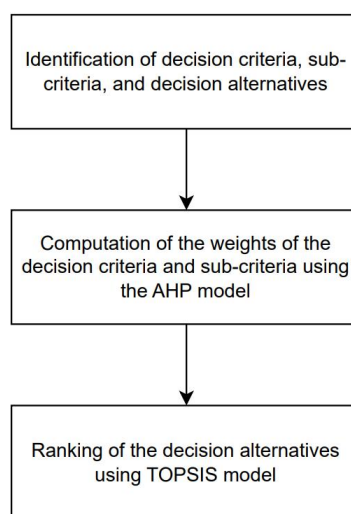 Identification of decision criteria, sub-
criteria, and decision alternatives
Computation of the weights of the
decision criteria and sub-criteria using
the AHP model
Ranking of the decision alternatives
using TOPSIS model